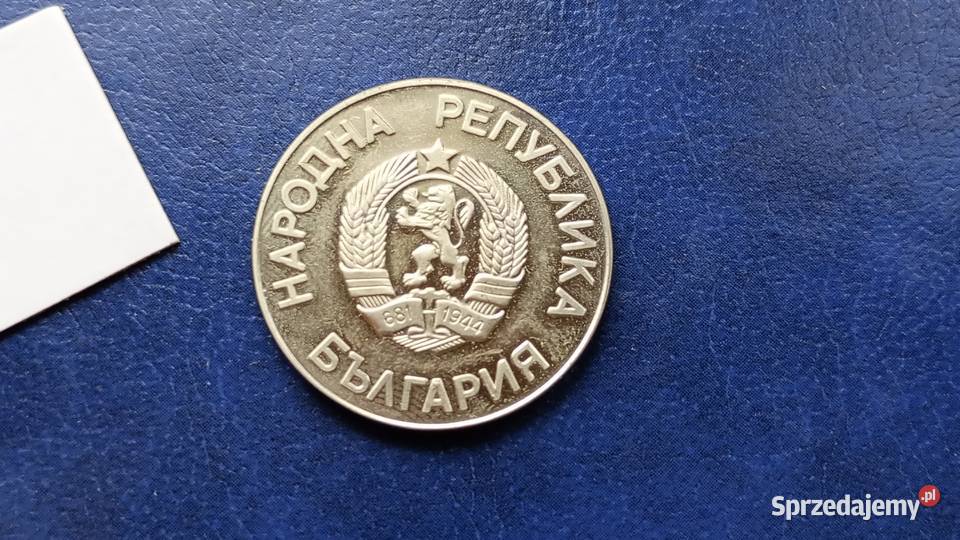 НАРОДНА РЕПУБЛИКА
БЪЛГАРИЯ
681 1944
Sprzedajemy.pl